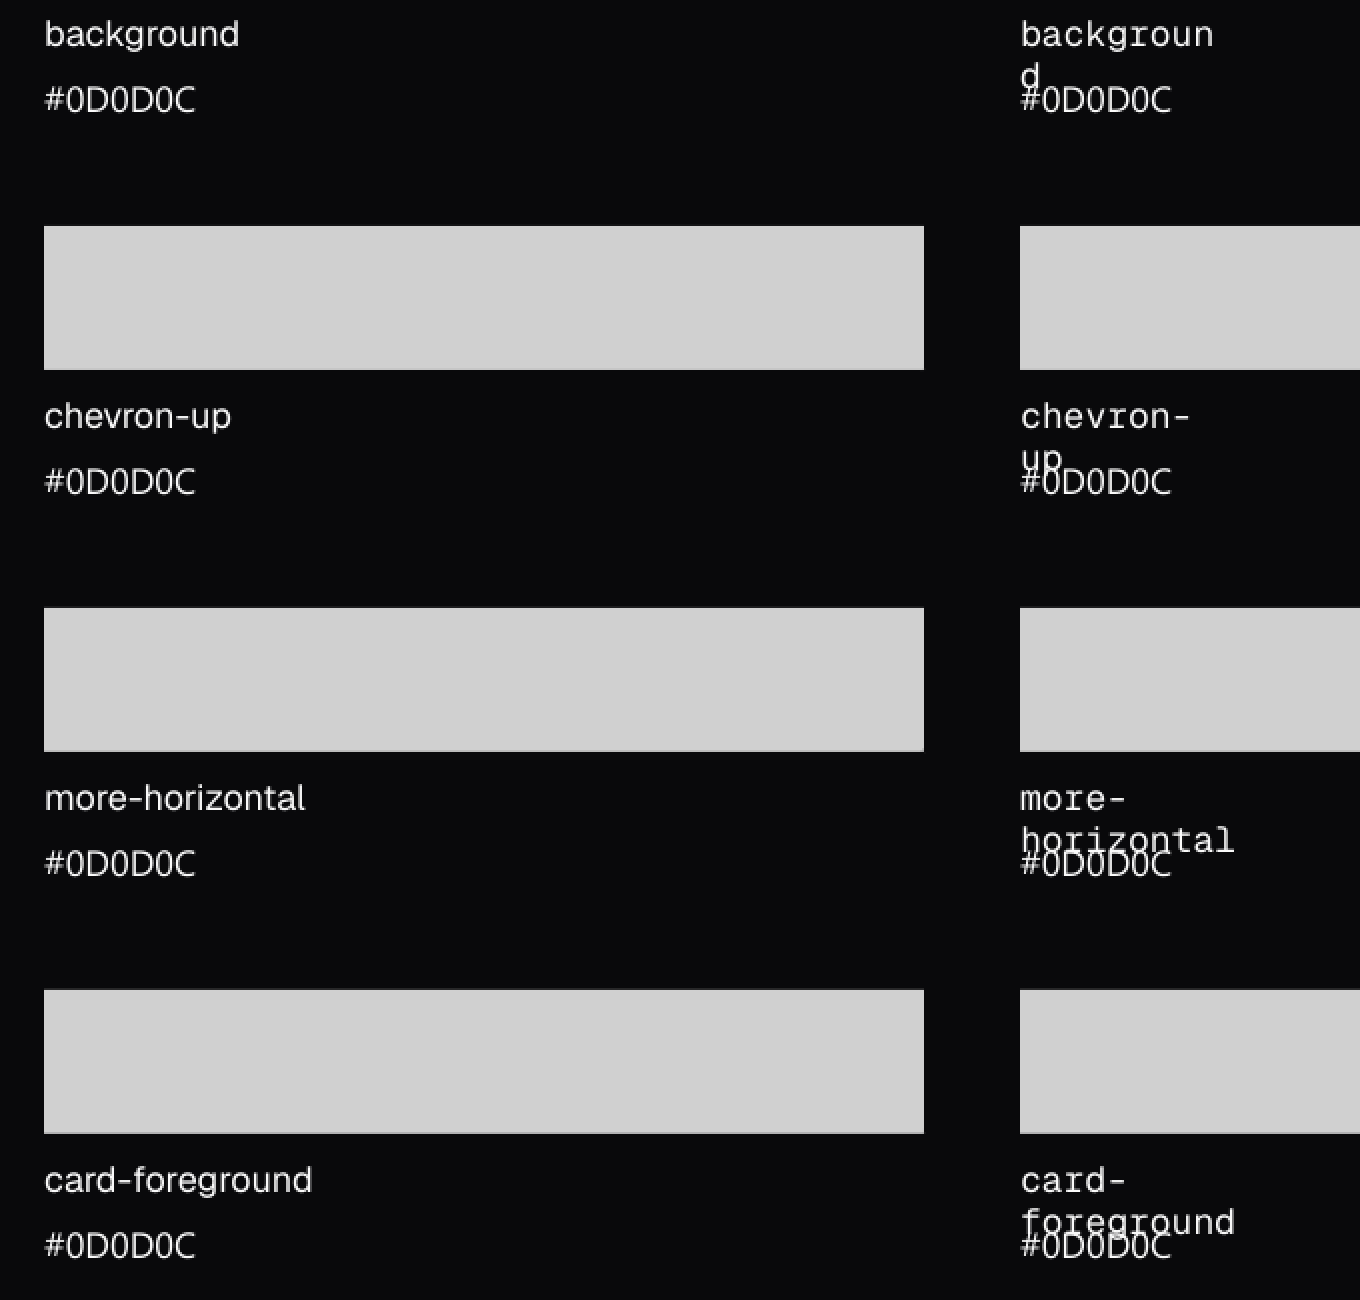 background
#0D0D0C
backgroun
d
#0D0D0C
chevron-up
#0D0D0C
chevron-
up
#0D0D0C
more-horizontal
#0D0D0C
more-
horizontal
#0D0D0C
card-foreground
#0D0D0C
card-
foreground
#0D0D0C